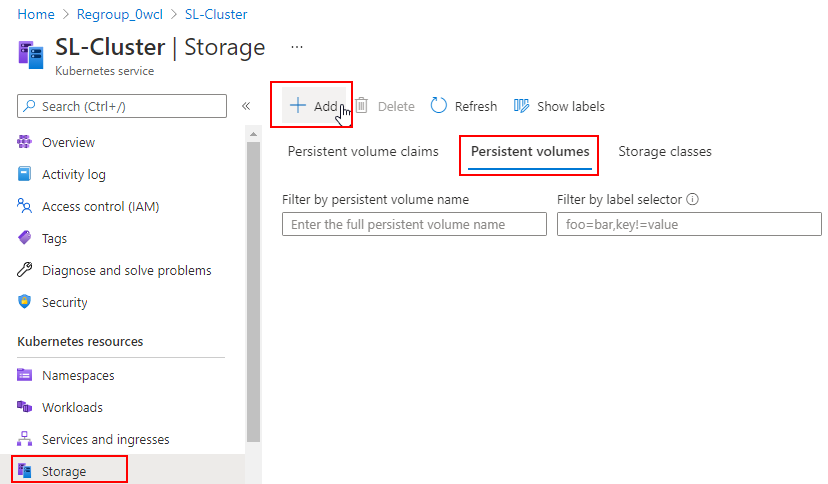 Home > Regroup_0wcl > SL-Cluster
SL-Cluster | Storage ...
Kubernetes service
Search (Ctrl+/) «
+ Add Delete Refresh Show labels
Persistent volume claims Persistent volumes Storage classes
Filter by persistent volume name Filter by label selector
Enter the full persistent volume name foo=bar,key!=value
Overview
Activity log
Access control (IAM)
Tags
Diagnose and solve problems
Security
Kubernetes resources
Namespaces
Workloads
Services and ingresses
Storage